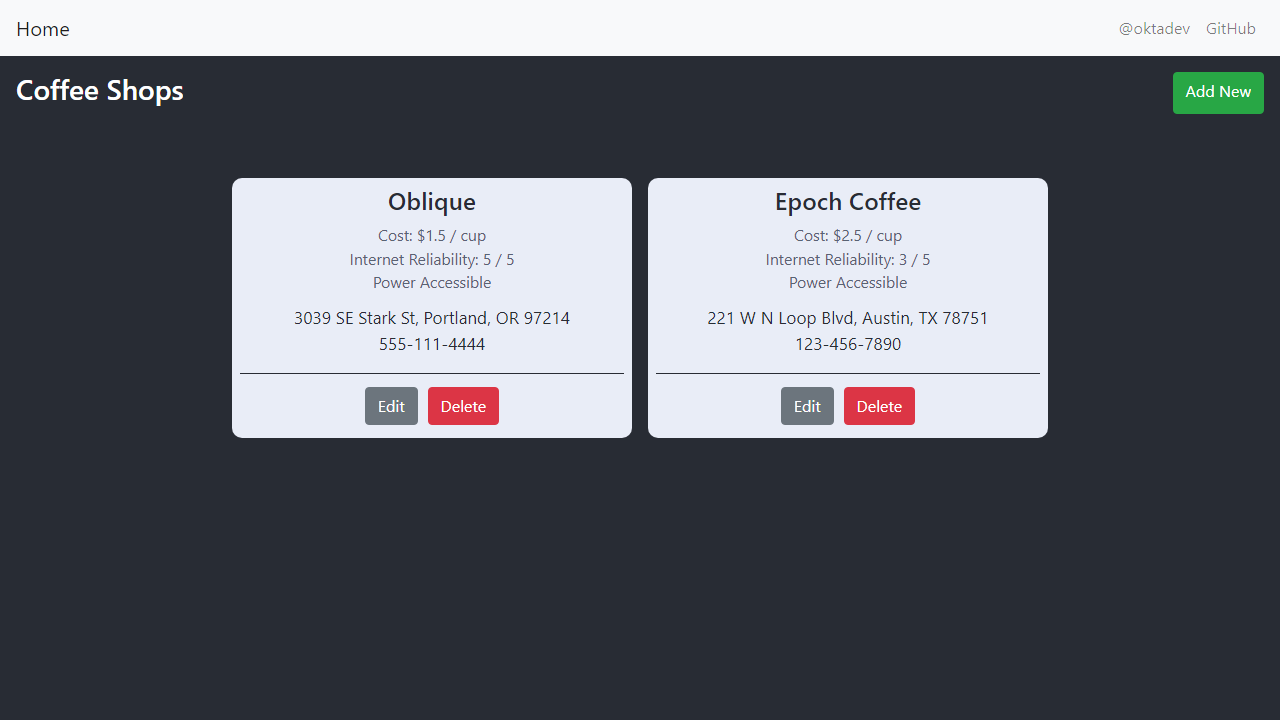 Home
@oktadev
GitHub
Coffee Shops
Add New
Oblique
Cost: $1.5 / cup
Internet Reliability: 5 / 5
Power Accessible
3039 SE Stark St, Portland, OR 97214
555-111-4444
Edit
Delete
Epoch Coffee
Cost: $2.5 / cup
Internet Reliability: 3 / 5
Power Accessible
221 W N Loop Blvd, Austin, TX 78751
123-456-7890
Edit
Delete